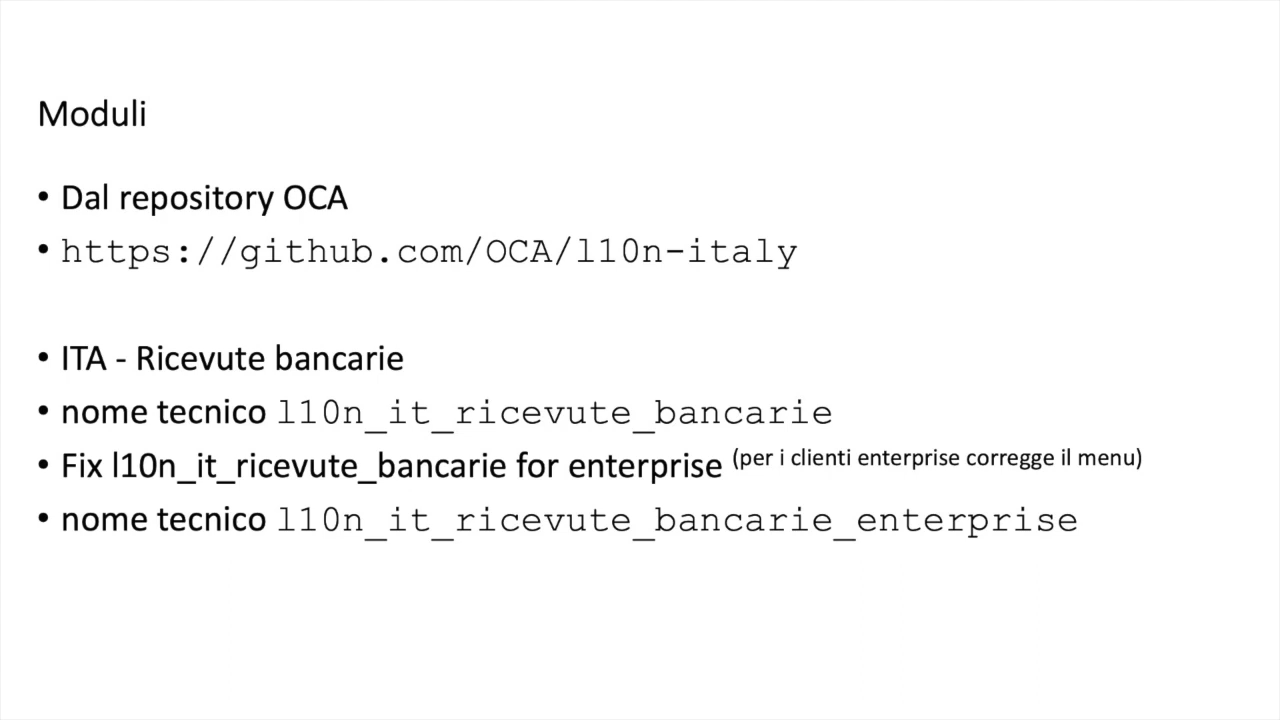 Moduli
• Dal repository OCA
• https://github.com/OCA/l10n-italy
• ITA - Ricevute bancarie
• nome tecnico l10n_it_ricevute_bancarie
• Fix l10n_it_ricevute_bancarie for enterprise (per i clienti enterprise corregge il menu)
• nome tecnico l10n_it_ricevute_bancarie_enterprise